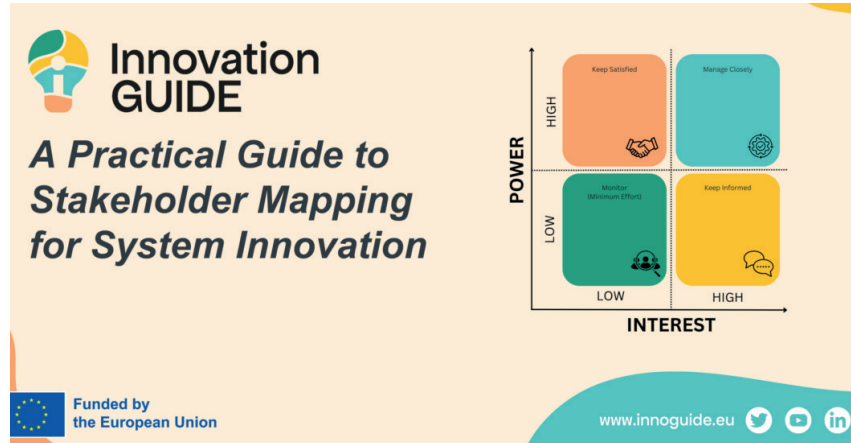 Innovation
GUIDE
A Practical Guide to
Stakeholder Mapping
for System Innovation
POWER
HIGH
LOW
Keep Satisfied
Manage Closely
Monitor
(Minimum Effort)
Keep Informed
LOW
HIGH
INTEREST
Funded by
the European Union
www.innoguide.eu